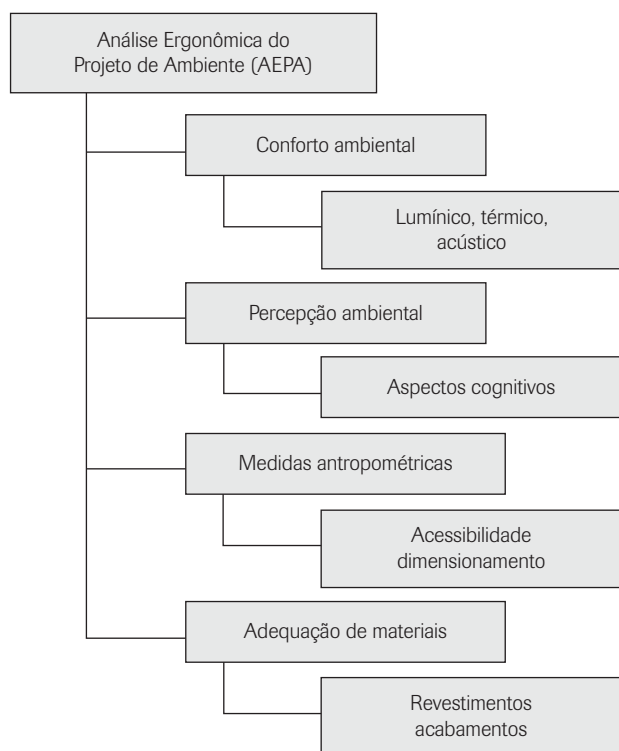 Análise Ergonômica do
Projeto de Ambiente (AEPA)
Conforto ambiental
Lumínico, térmico,
acústico
Percepção ambiental
Aspectos cognitivos
Medidas antropométricas
Acessibilidade
dimensionamento
Adequação de materiais
Revestimentos
acabamentos